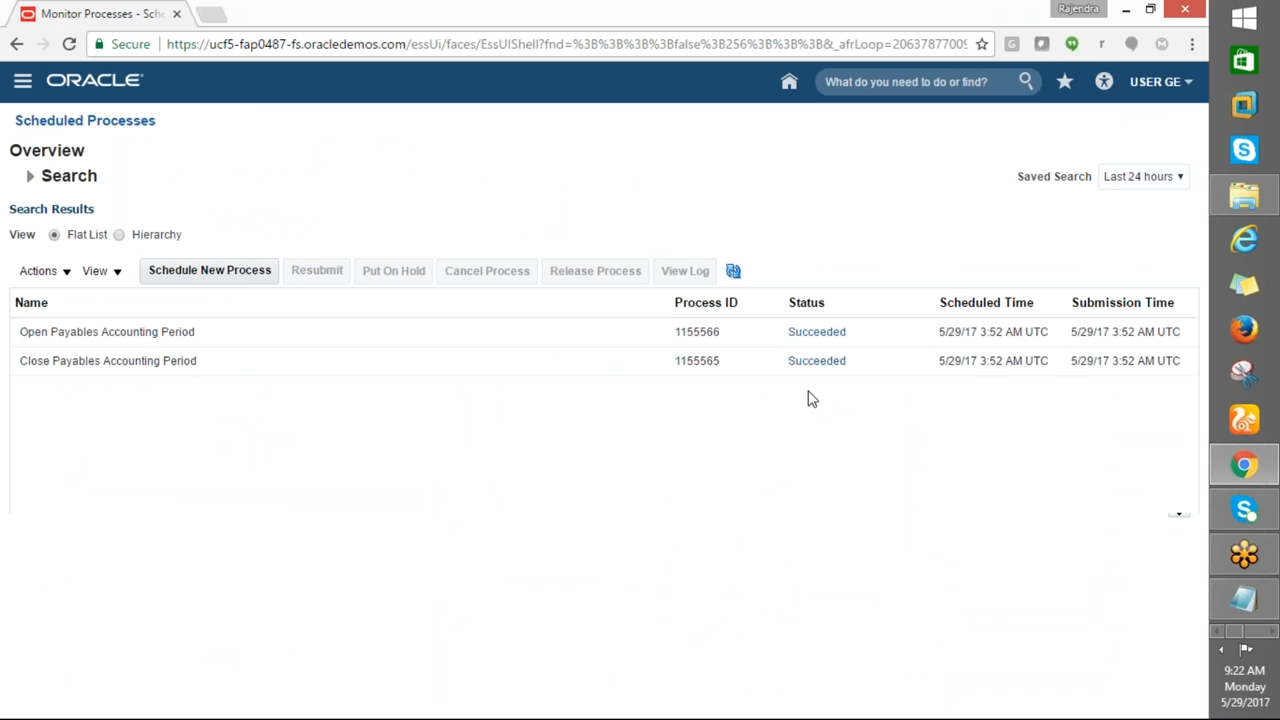 Monitor Processes - Sch
Rajendra
Secure
https://ucf5-fap0487-fs.oracledemos.com/essUi/faces/EssUIShell?fnd=%3B%3B%3B%3Bfalse%3B256%3B%3B%3B&_afrLoop=2063787700
ORACLE
What do you need to do or find?
USER GE
Scheduled Processes
Overview
Search
Saved Search Last 24 hours
Search Results
View Flat List Hierarchy
Actions View Schedule New Process Resubmit Put On Hold Cancel Process Release Process View Log
Name Process ID Status Scheduled Time Submission Time
Open Payables Accounting Period 1155566 Succeeded 5/29/17 3:52 AM UTC 5/29/17 3:52 AM UTC
Close Payables Accounting Period 1155565 Succeeded 5/29/17 3:52 AM UTC 5/29/17 3:52 AM UTC
9:22 AM
Monday
5/29/2017